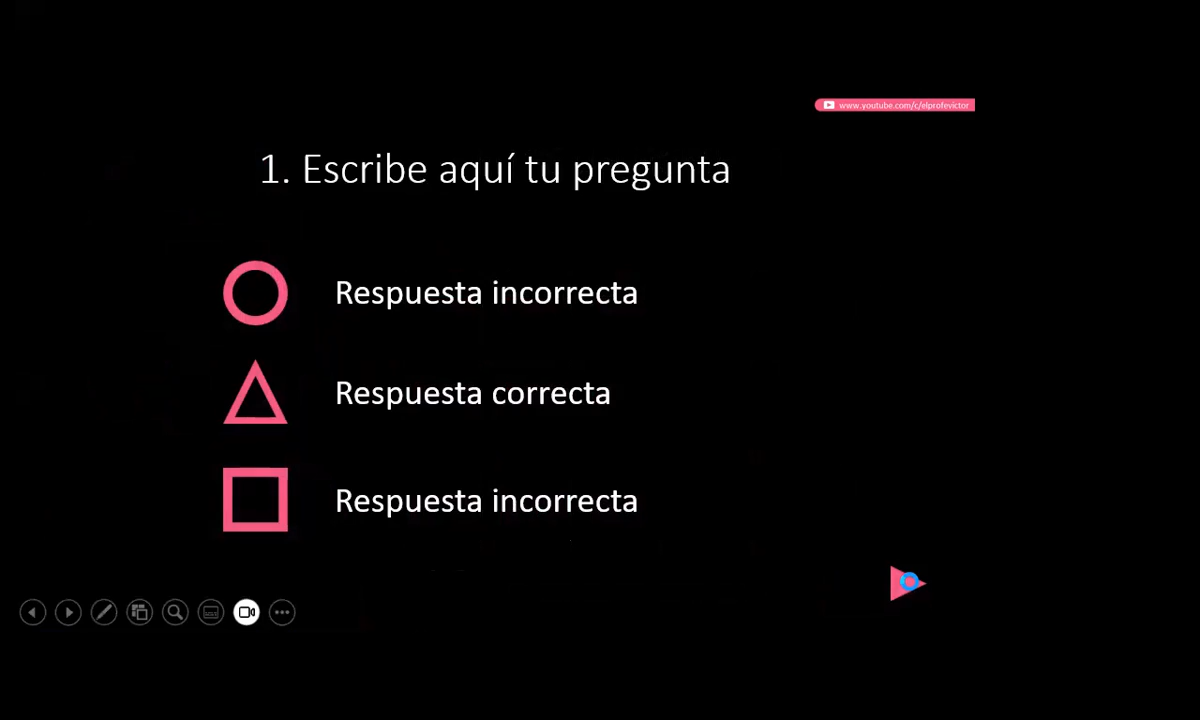 www.youtube.com/c/elprofevictor
1. Escribe aquí tu pregunta
Respuesta incorrecta
Respuesta correcta
Respuesta incorrecta